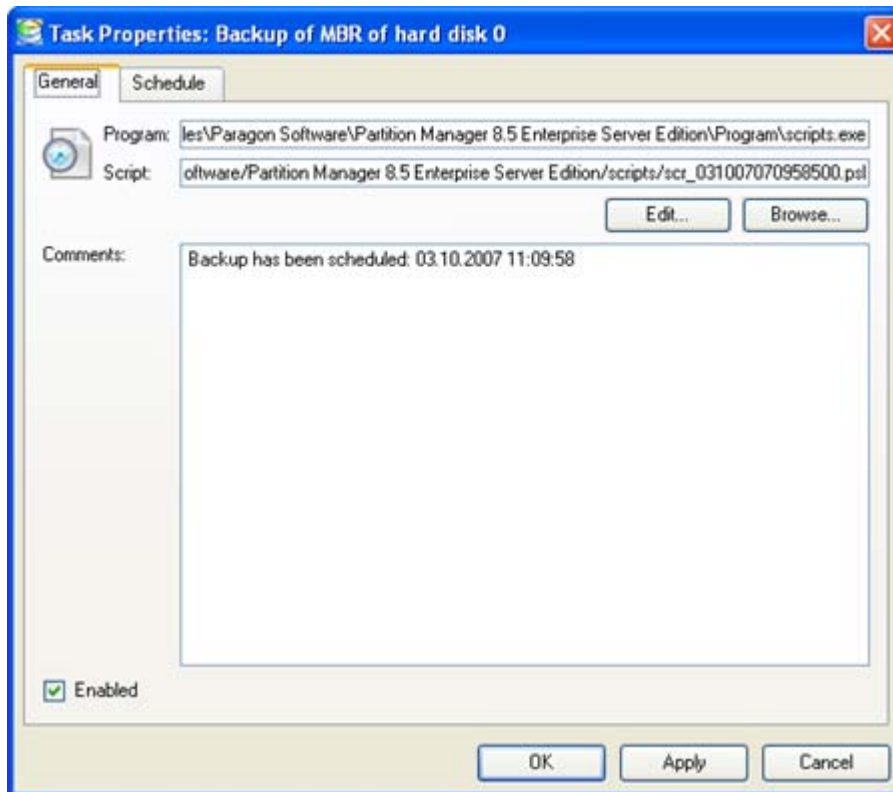 Task Properties: Backup of MBR of hard disk 0
General Schedule
Program: les\Paragon Software\Partition Manager 8.5 Enterprise Server Edition\Program\scripts.exe
Script: oftware/Partition Manager 8.5 Enterprise Server Edition/scripts/scr_031007070958500.psl
Edit... Browse...
Comments: Backup has been scheduled: 03.10.2007 11:09:58
Enabled
OK Apply Cancel